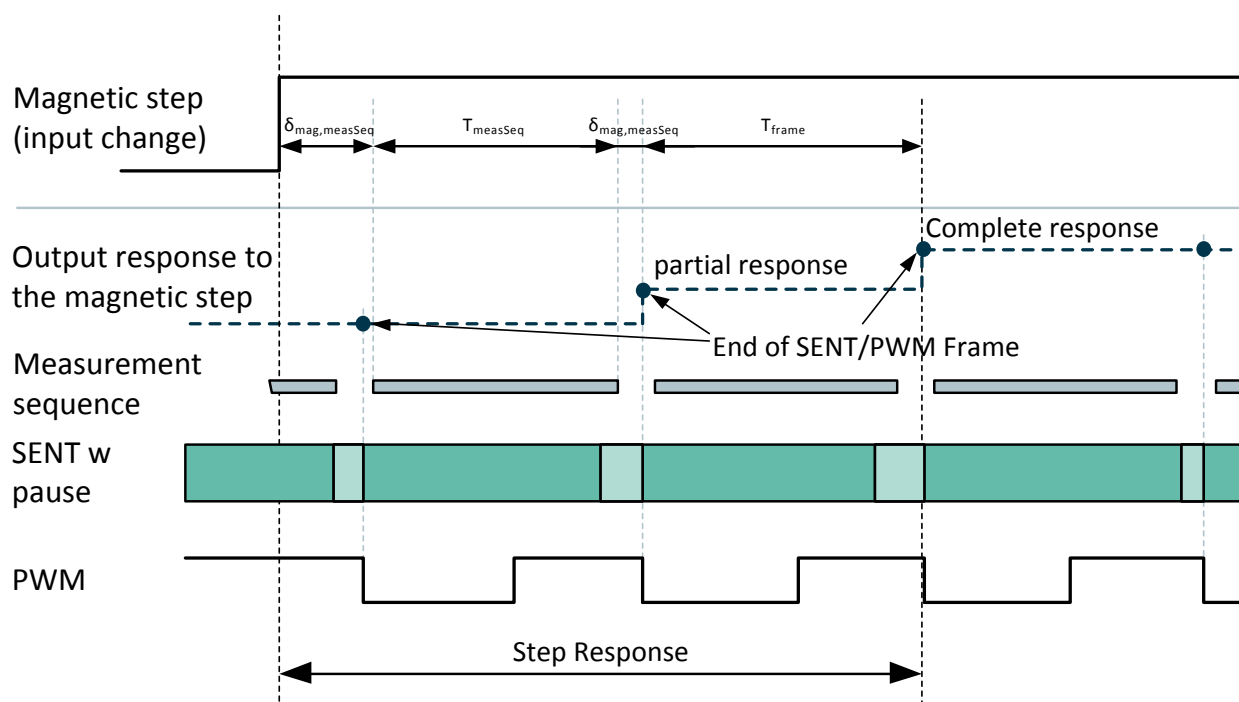 Magnetic step
(input change)
δmag,measSeq
TmeasSeq
δmag,measSeq
Tframe
Output response to
the magnetic step
Complete response
partial response
End of SENT/PWM Frame
Measurement
sequence
SENT w
pause
PWM
Step Response